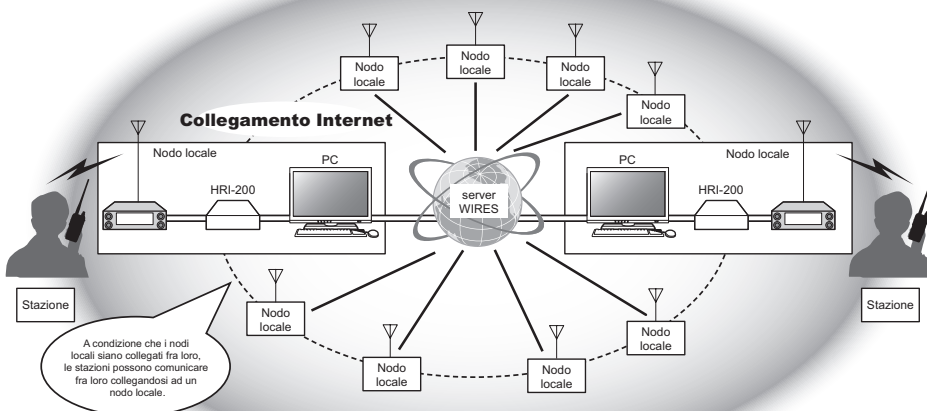 Nodo
locale
Nodo
locale
Nodo
locale
Nodo
locale
Collegamento Internet
Nodo locale
PC
HRI-200
server
WIRES
PC
Nodo locale
HRI-200
Stazione
Stazione
Nodo
locale
Nodo
locale
Nodo
locale
Nodo
locale
A condizione che i nodi
locali siano collegati fra loro,
le stazioni possono comunicare
fra loro collegandosi ad un
nodo locale.